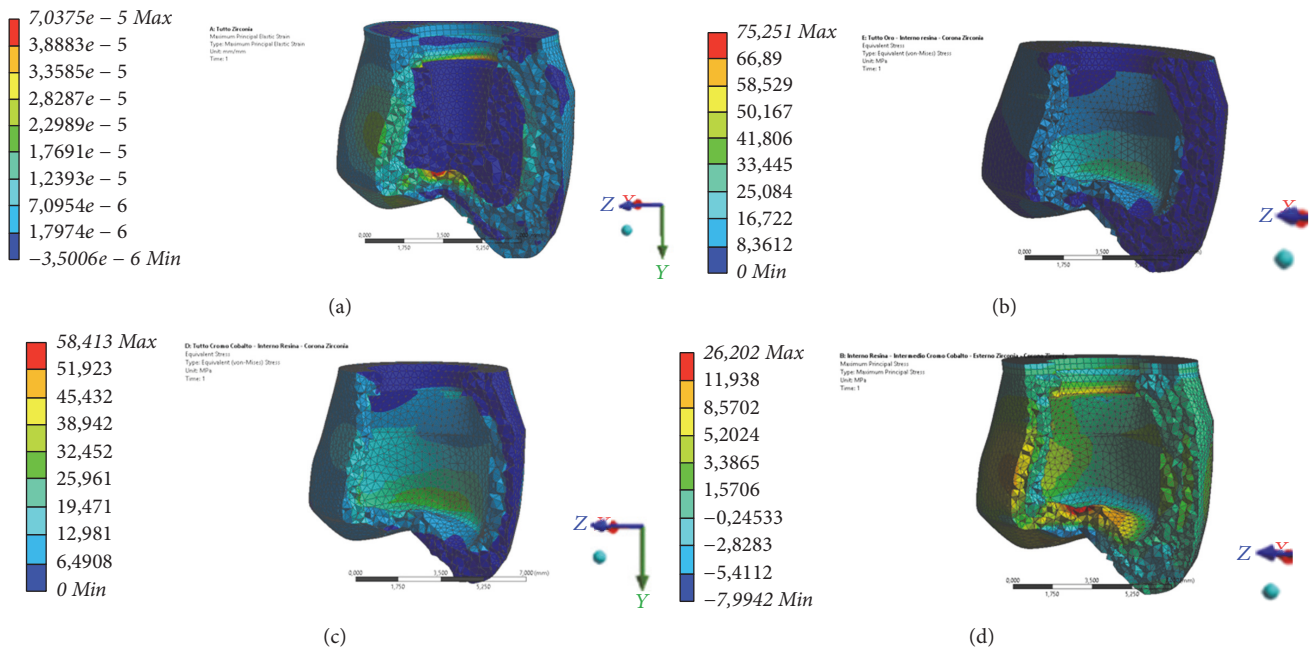 7,0375e − 5 Max
3,8883e − 5
3,3585e − 5
2,8287e − 5
2,2989e − 5
1,7691e − 5
1,2393e − 5
7,0954e − 6
1,7974e − 6
−3,5006e − 6 Min
A: Tutto Zirconia
Maximum Principal Elastic Strain
Type: Maximum Principal Elastic Strain
Unit: mm/mm
Time: 1
0,000
1,750
3,500
5,250
Z
X
Y
(a)
75,251 Max
66,89
58,529
50,167
41,806
33,445
25,084
16,722
8,3612
0 Min
E: Tutto Oro - Interno resina - Corona Zirconia
Equivalent Stress
Type: Equivalent (von-Mises) Stress
Unit: MPa
Time: 1
0,000
1,750
3,500
Z
X
(b)
58,413 Max
51,923
45,432
38,942
32,452
25,961
19,471
12,981
6,4908
0 Min
D: Tutto Cromo Cobalto - Interno Resina - Corona Zirconia
Equivalent Stress
Type: Equivalent (von-Mises) Stress
Unit: MPa
Time: 1
0,000
1,750
3,500
5,250
7,000 (mm)
Z
Y
(c)
26,202 Max
11,938
8,5702
5,2024
3,3865
1,5706
−0,24533
−2,8283
−5,4112
−7,9942 Min
B: Interno Resina - Intermedio Cromo Cobalto - Esterno Zirconia - Corona Zirconia
Maximum Principal Stress
Type: Maximum Principal Stress
Unit: MPa
Time: 1
0,000
1,750
3,500
5,250
(mm)
Z
X
(d)